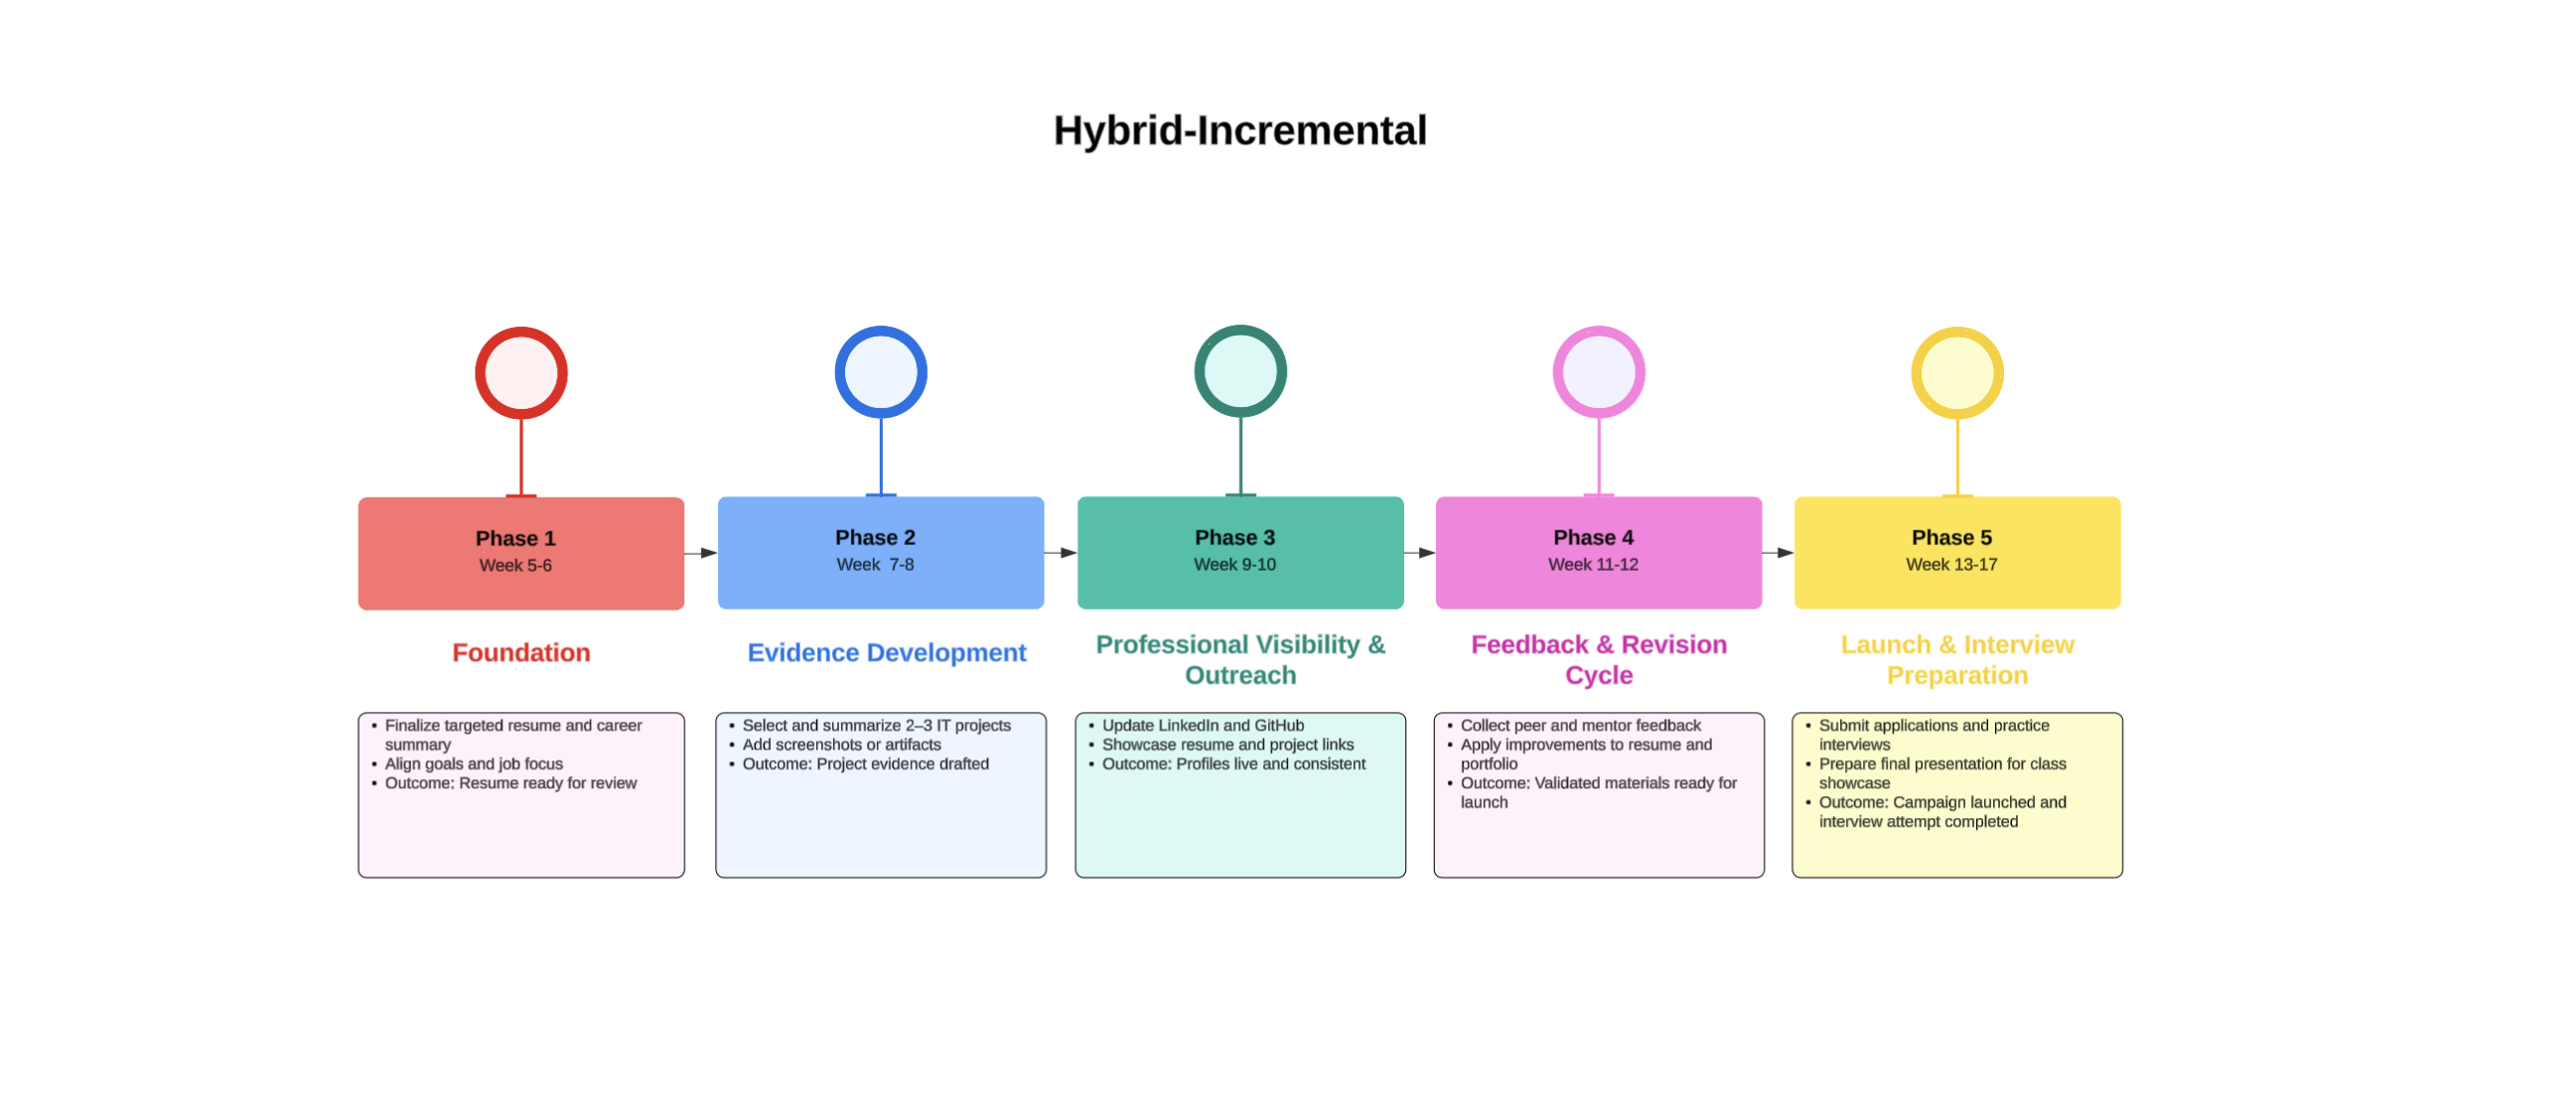 Hybrid-Incremental
Phase 1
Week 5-6
Phase 2
Week  7-8
Phase 3
Week 9-10
Phase 4
Week 11-12
Phase 5
Week 13-17
Foundation
Evidence Development
Professional Visibility &
Outreach
Feedback & Revision
Cycle
Launch & Interview
Preparation
• Finalize targeted resume and career
summary
• Align goals and job focus
• Outcome: Resume ready for review
• Select and summarize 2–3 IT projects
• Add screenshots or artifacts
• Outcome: Project evidence drafted
• Update LinkedIn and GitHub
• Showcase resume and project links
• Outcome: Profiles live and consistent
• Collect peer and mentor feedback
• Apply improvements to resume and
portfolio
• Outcome: Validated materials ready for
launch
• Submit applications and practice
interviews
• Prepare final presentation for class
showcase
• Outcome: Campaign launched and
interview attempt completed